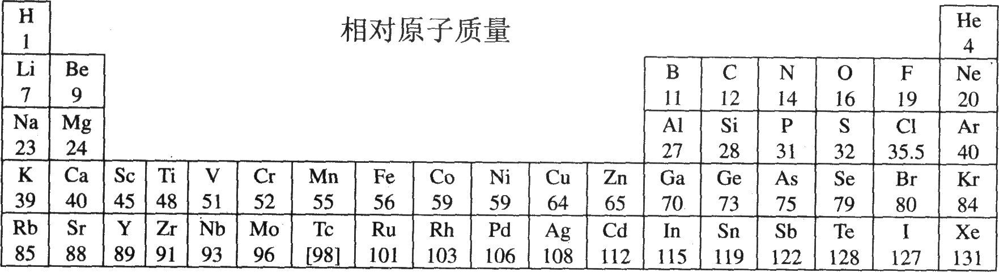 相对原子质量
H He
1 4
Li Be B C N O F Ne
7 9 11 12 14 16 19 20
Na Mg Al Si P S Cl Ar
23 24 27 28 31 32 35.5 40
K Ca Sc Ti V Cr Mn Fe Co Ni Cu Zn Ga Ge As Se Br Kr
39 40 45 48 51 52 55 56 59 59 64 65 70 73 75 79 80 84
Rb Sr Y Zr Nb Mo Tc Ru Rh Pd Ag Cd In Sn Sb Te I Xe
85 88 89 91 93 96 [98] 101 103 106 108 112 115 119 122 128 127 131